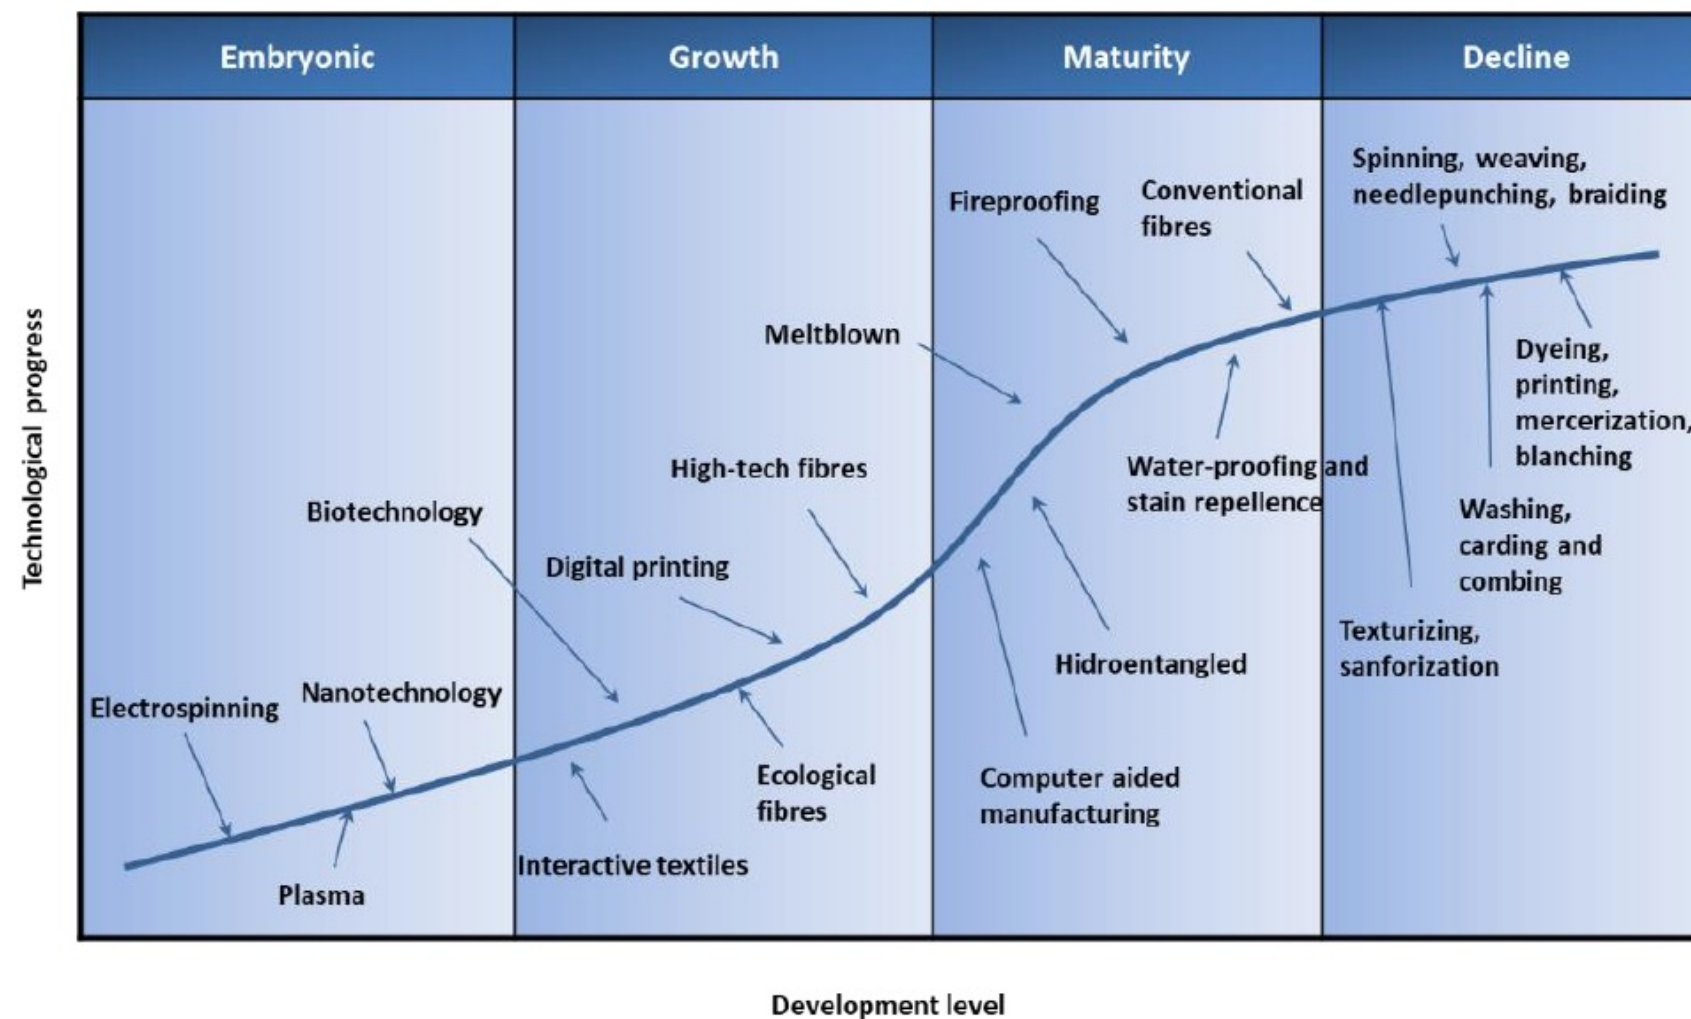 Embryonic
Growth
Maturity
Decline
Technological progress
Electrospinning
Nanotechnology
Plasma
Biotechnology
Interactive textiles
Digital printing
Ecological
fibres
High-tech fibres
Meltblown
Computer aided
manufacturing
Hidroentangled
Fireproofing
Water-proofing and
stain repellence
Conventional
fibres
Texturizing,
sanforization
Spinning, weaving,
needlepunching, braiding
Washing,
carding and
combing
Dyeing,
printing,
mercerization,
blanching
Development level